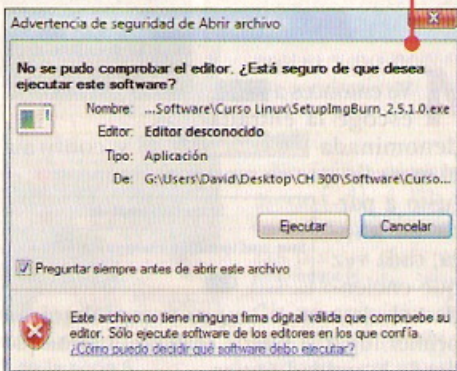 Advertencia de seguridad de Abrir archivo
No se pudo comprobar el editor. ¿Está seguro de que desea
ejecutar este software?
Nombre: ...Software\Curso Linux\SetupImgBurn_2.5.1.0.exe
Editor: Editor desconocido
Tipo: Aplicación
De: G:\Users\David\Desktop\CH 300\Software\Curso...
Ejecutar Cancelar
Preguntar siempre antes de abrir este archivo
Este archivo no tiene ninguna firma digital válida que compruebe su
editor. Sólo ejecute software de los editores en los que confía.
¿Cómo puedo decidir qué software debo ejecutar?